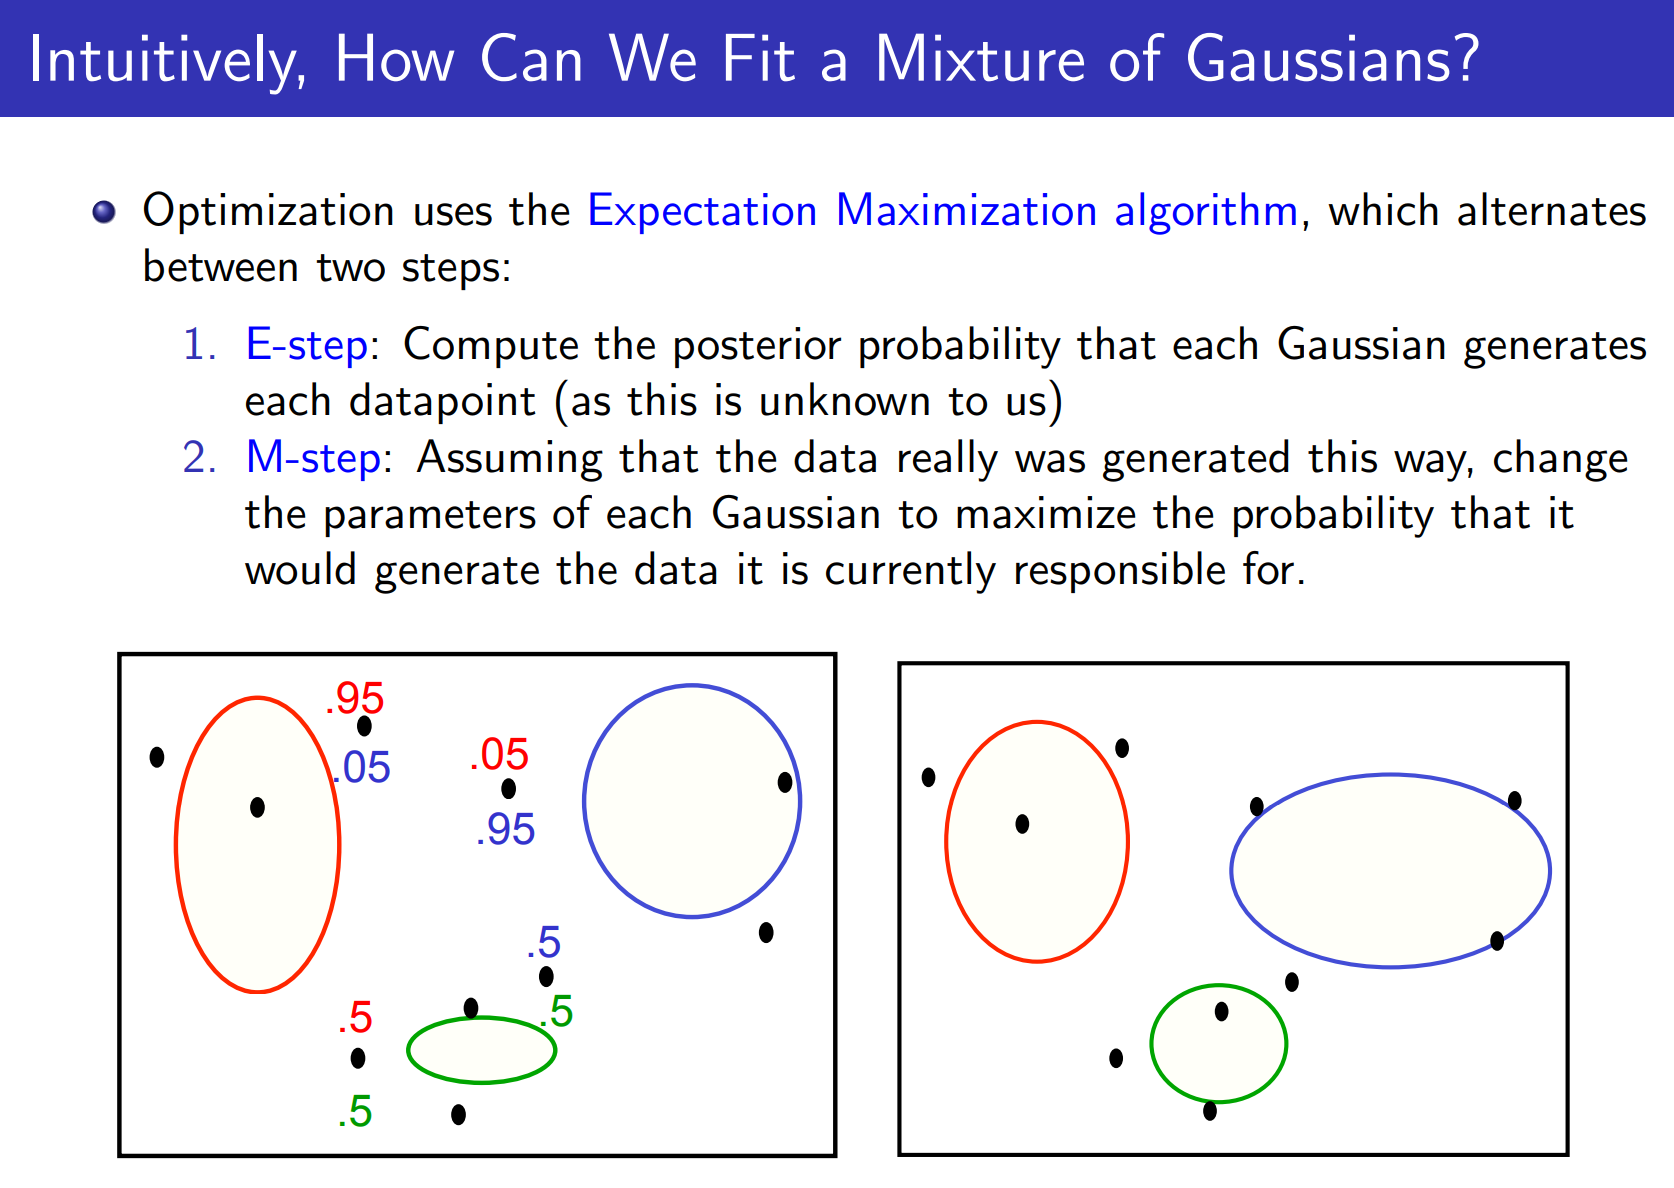 Intuitively, How Can We Fit a Mixture of Gaussians?
Optimization uses the Expectation Maximization algorithm, which alternates
between two steps:
1. E-step: Compute the posterior probability that each Gaussian generates
each datapoint (as this is unknown to us)
2. M-step: Assuming that the data really was generated this way, change
the parameters of each Gaussian to maximize the probability that it
would generate the data it is currently responsible for.
.95
.05
.05
.95
.5
.5
.5
.5